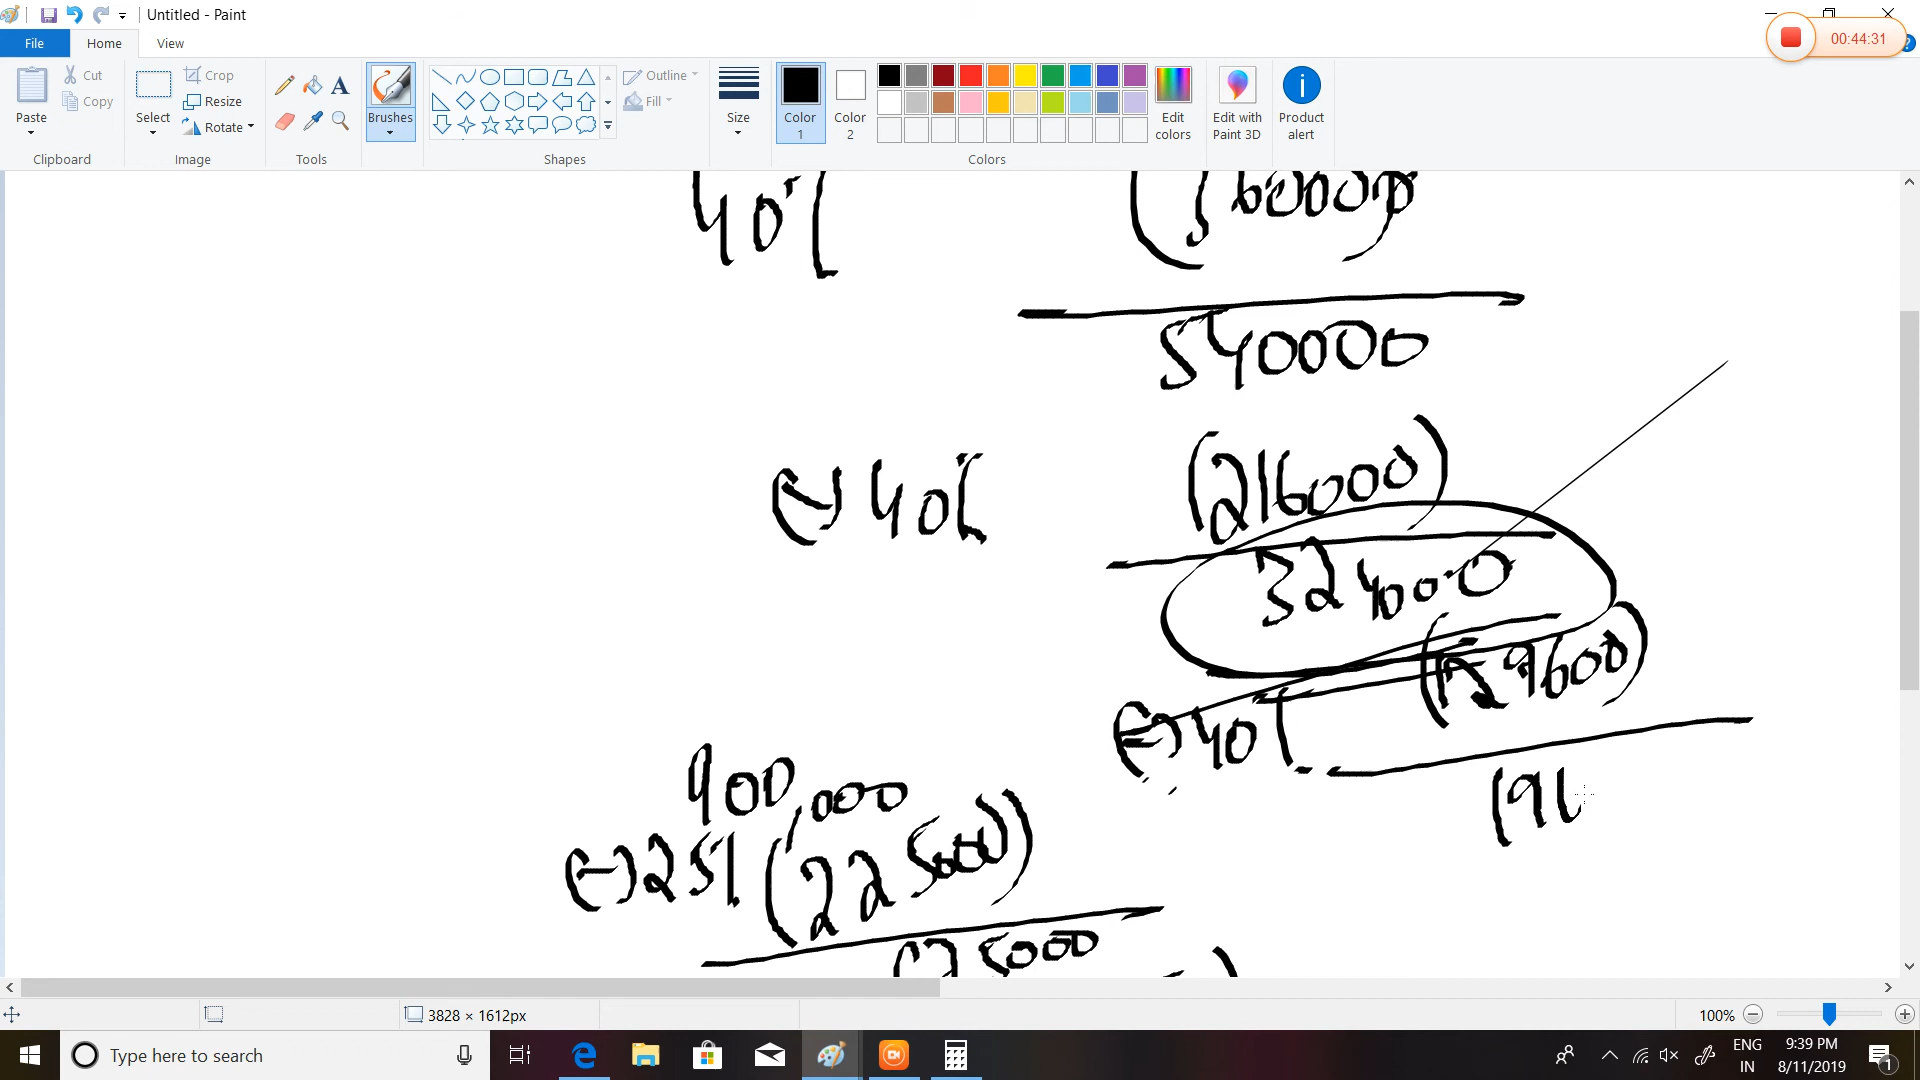 Untitled - Paint
00:44:31
File Home View
Paste
Cut
Copy
Clipboard
Select
Crop
Resize
Rotate
Image
Tools
Brushes
Outline
Fill
Shapes
Size
Color 1
Color 2
Edit colors
Colors
Edit with Paint 3D
Product alert
540000
(-) 40% (216000)
324000
(-) 40% (129600)
900,000
(-) 25% (225000)
3828 × 1612px
100%
Type here to search
ENG
IN
9:39 PM
8/11/2019
1